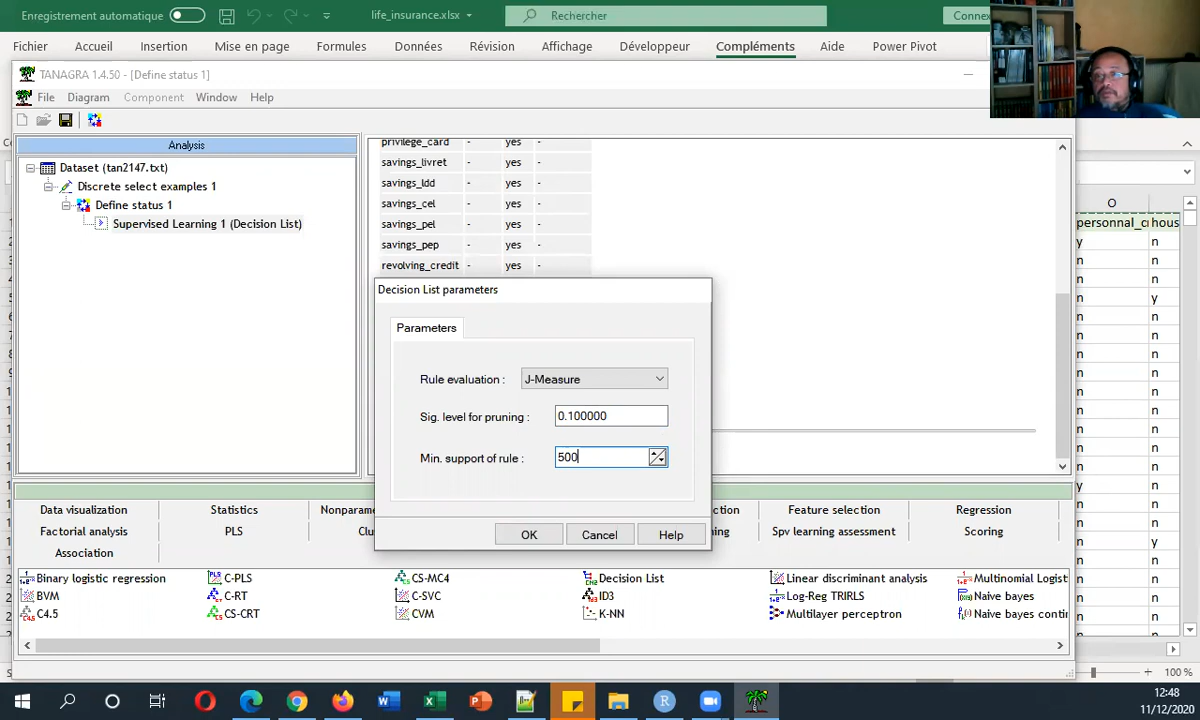 Enregistrement automatique life_insurance.xlsx Rechercher Connex
Fichier Accueil Insertion Mise en page Formules Données Révision Affichage Développeur Compléments Aide Power Pivot
TANAGRA 1.4.50 - [Define status 1]
File Diagram Component Window Help
Analysis
Dataset (tan2147.txt)
Discrete select examples 1
Define status 1
Supervised Learning 1 (Decision List)
privilege_card - yes -
savings_livret - yes -
savings_ldd - yes -
savings_cel - yes -
savings_pel - yes -
savings_pep - yes -
revolving_credit - yes -
Decision List parameters
Parameters
Rule evaluation : J-Measure
Sig. level for pruning : 0.100000
Min. support of rule : 500
OK Cancel Help
O
personnal_c hous
y n
n n
n n
n y
n n
n n
n n
n n
n n
n n
n n
n n
n n
y n
n n
n n
n y
n n
n n
n n
n n
n n
Data visualization Statistics Nonparame ction Feature selection Regression
Factorial analysis PLS Clu ng Spv learning assessment Scoring
Association
Binary logistic regression C-PLS CS-MC4 Decision List Linear discriminant analysis Multinomial Logist
BVM C-RT C-SVC ID3 Log-Reg TRIRLS Naive bayes
C4.5 CS-CRT CVM K-NN Multilayer perceptron Naive bayes conti
100 %
12:48
11/12/2020